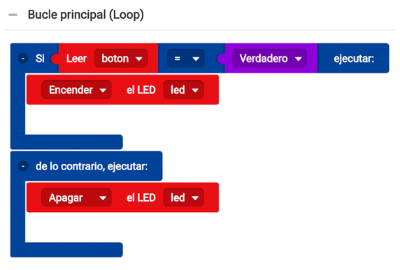 Bucle principal (Loop)
Si Leer boton = Verdadero ejecutar:
Encender el LED led
de lo contrario, ejecutar:
Apagar el LED led